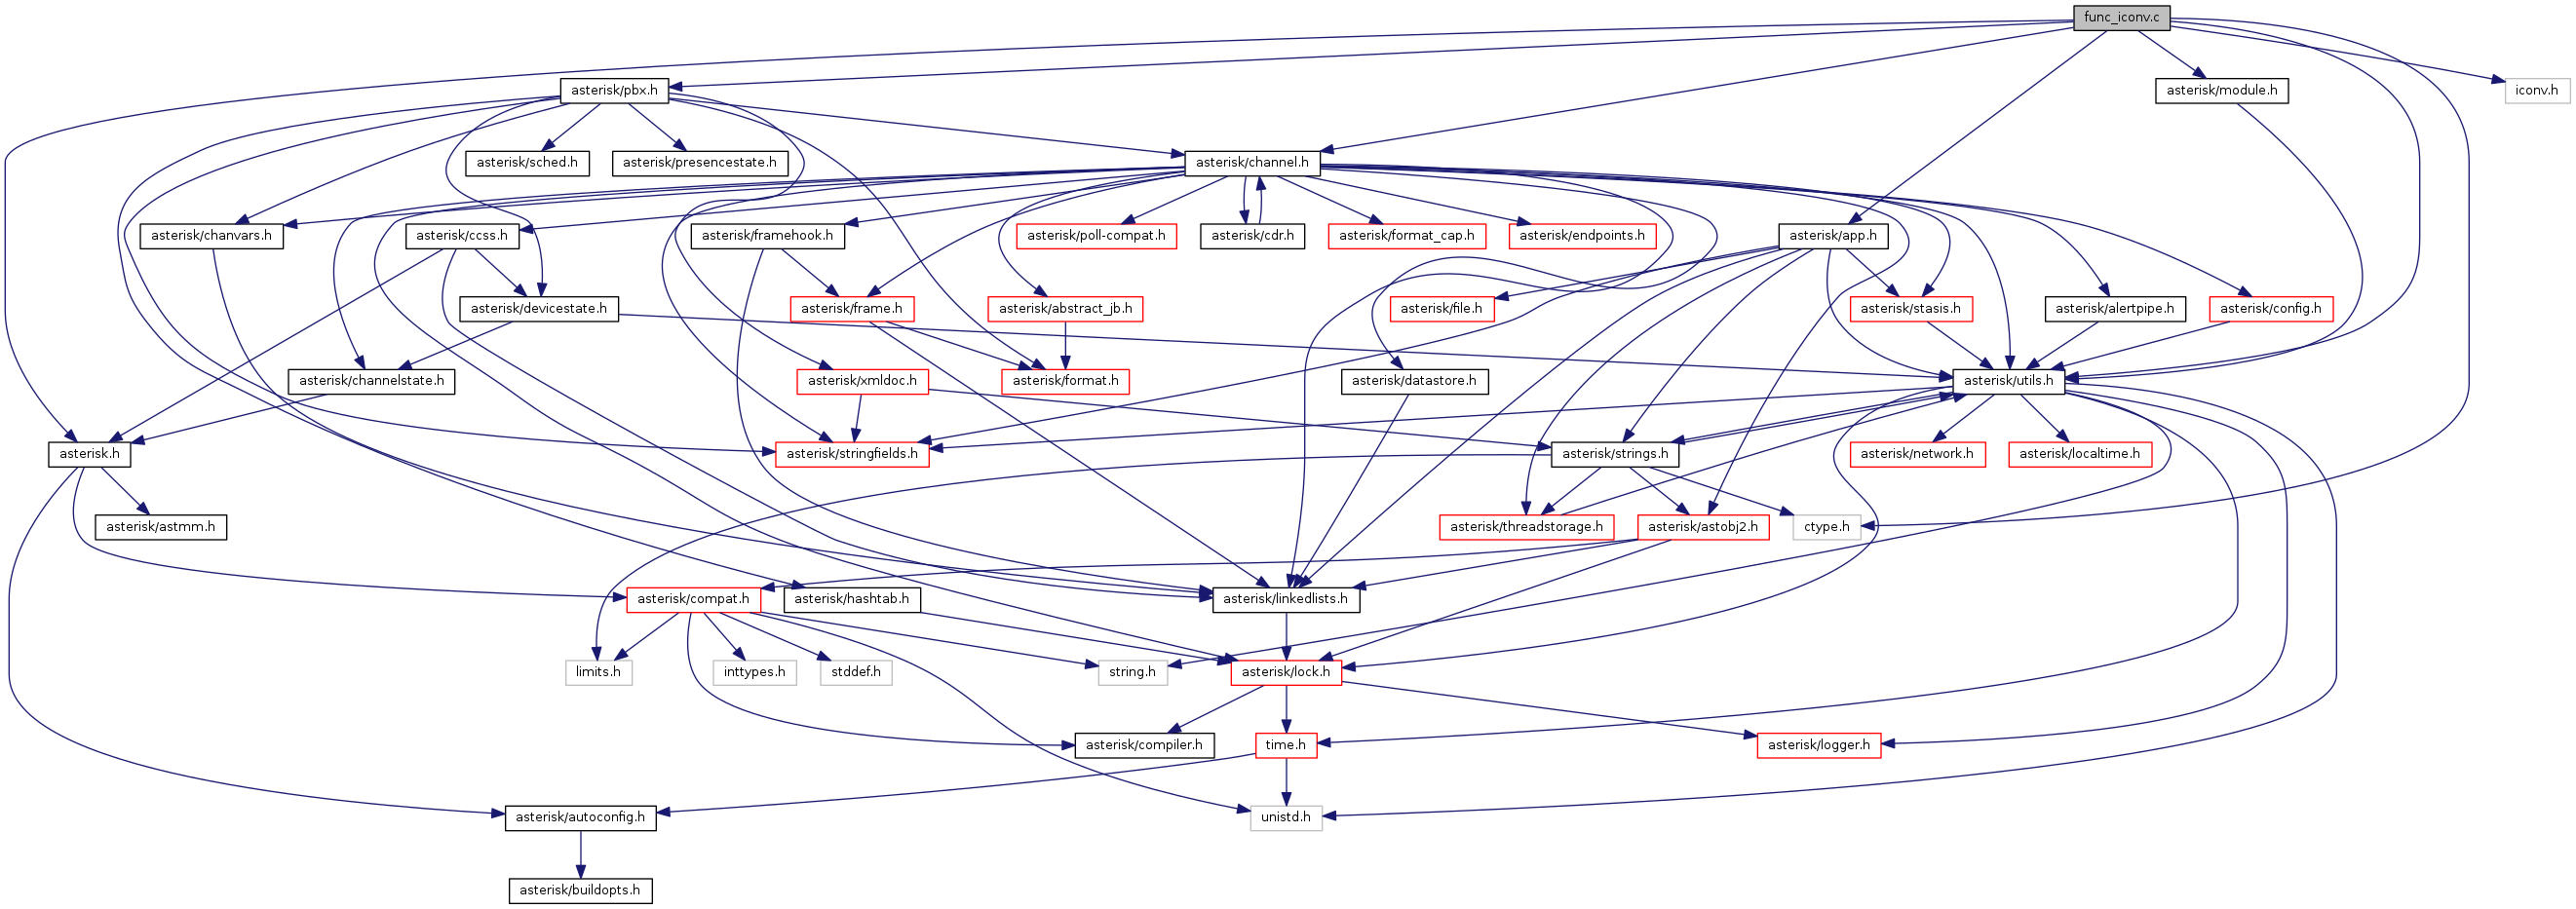 func_iconv.c
asterisk/pbx.h
asterisk/module.h
iconv.h
asterisk/sched.h
asterisk/presencestate.h
asterisk/channel.h
asterisk/chanvars.h
asterisk/ccss.h
asterisk/framehook.h
asterisk/poll-compat.h
asterisk/cdr.h
asterisk/format_cap.h
asterisk/endpoints.h
asterisk/app.h
asterisk/devicestate.h
asterisk/frame.h
asterisk/abstract_jb.h
asterisk/file.h
asterisk/stasis.h
asterisk/alertpipe.h
asterisk/config.h
asterisk/channelstate.h
asterisk/xmldoc.h
asterisk/format.h
asterisk/datastore.h
asterisk/utils.h
asterisk.h
asterisk/stringfields.h
asterisk/strings.h
asterisk/network.h
asterisk/localtime.h
asterisk/astmm.h
asterisk/threadstorage.h
asterisk/astobj2.h
ctype.h
asterisk/compat.h
asterisk/hashtab.h
asterisk/linkedlists.h
limits.h
inttypes.h
stddef.h
string.h
asterisk/lock.h
asterisk/compiler.h
time.h
asterisk/logger.h
asterisk/autoconfig.h
unistd.h
asterisk/buildopts.h